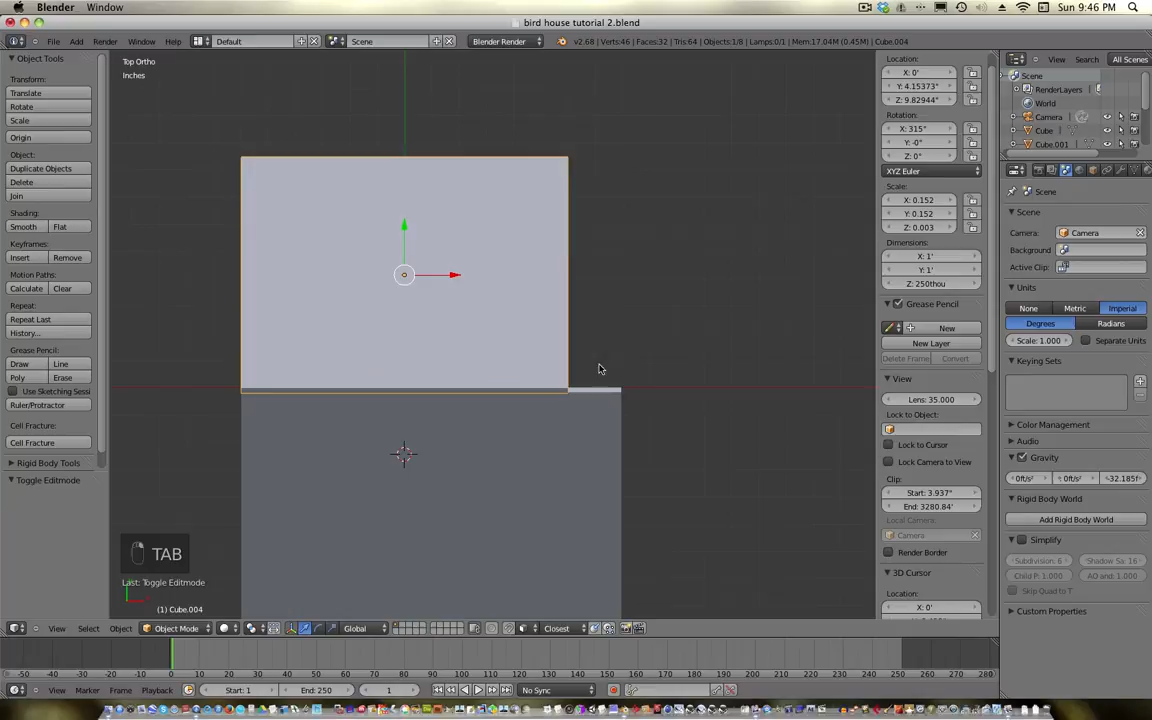 Blender Window Sun 9:46 PM
bird house tutorial 2.blend
File Add Render Window Help Default Scene Blender Render v2.68 | Verts:46 | Faces:32 | Tris:64 | Objects:1/8 | Lamps:0/1 | Mem:17.04M (0.45M) | Cube.004 View Search All Scenes
Object Tools
Transform:
Translate
Rotate
Scale
Origin
Object:
Duplicate Objects
Delete
Join
Shading:
Smooth Flat
Keyframes:
Insert Remove
Motion Paths:
Calculate Clear
Repeat:
Repeat Last
History...
Grease Pencil:
Draw Line
Poly Erase
Use Sketching Sessi
Ruler/Protractor
Cell Fracture:
Cell Fracture
Rigid Body Tools
Toggle Editmode
Top Ortho
Inches
TAB
Last: Toggle Editmode
(1) Cube.004
Location:
X: 0'
Y: 4.15373"
Z: 9.82944"
Rotation:
X: 315°
Y: -0°
Z: 0°
XYZ Euler
Scale:
X: 0.152
Y: 0.152
Z: 0.003
Dimensions:
X: 1'
Y: 1'
Z: 250thou
Grease Pencil
New
New Layer
Delete Frame Convert
View
Lens: 35.000
Lock to Object:
Lock to Cursor
Lock Camera to View
Clip:
Start: 3.937"
End: 3280.84'
Local Camera:
Camera
Render Border
3D Cursor
Location:
X: 0'
Scene
RenderLayers
World
Camera
Cube
Cube.001
Scene
Scene
Camera: Camera
Background:
Active Clip:
Units
None Metric Imperial
Degrees Radians
Scale: 1.000 Separate Units
Keying Sets
Color Management
Audio
Gravity
0ft/s² 0ft/s² -32.185f
Rigid Body World
Add Rigid Body World
Simplify
Subdivision: 6 Shadow Sa: 16
Child P: 1.000 AO and: 1.000
Skip Quad to T
Custom Properties
View Select Object Object Mode Global Closest
-50 -40 -30 -20 -10 0 10 20 30 40 50 60 70 80 90 100 110 120 130 140 150 160 170 180 190 200 210 220 230 240 250 260 270 280
View Marker Frame Playback Start: 1 End: 250 1 No Sync